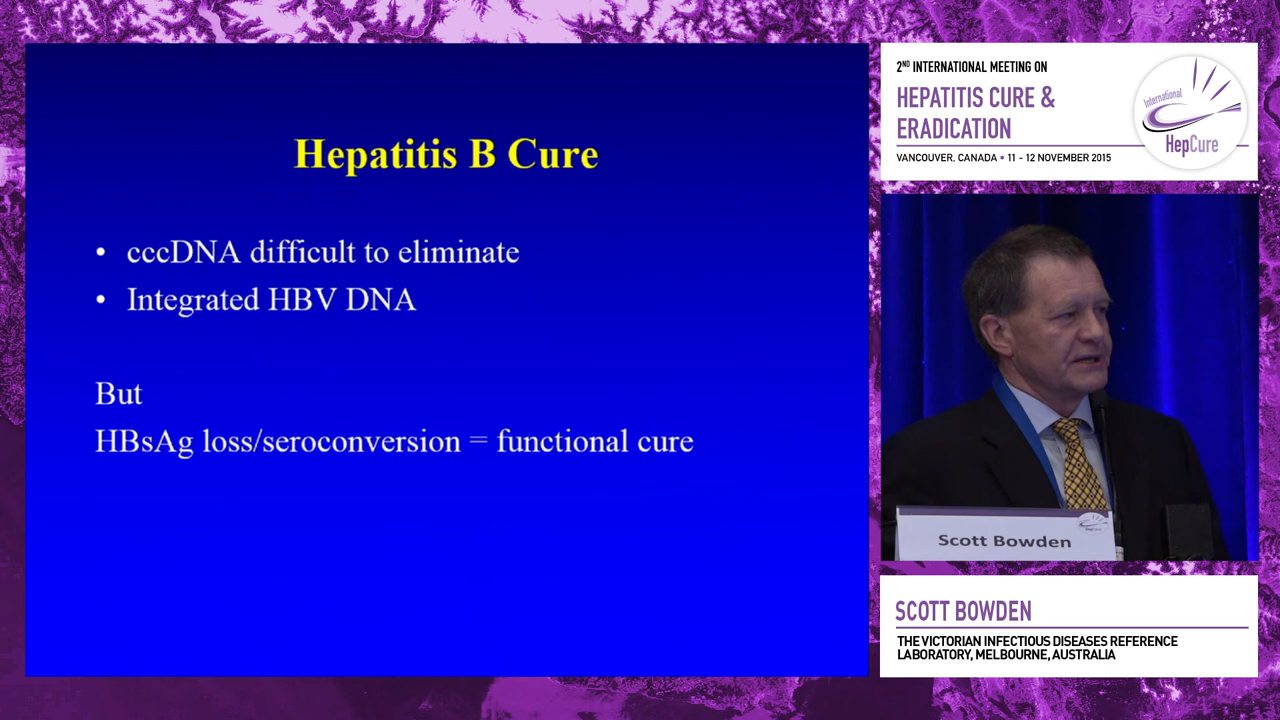 Hepatitis B Cure
• cccDNA difficult to eliminate
• Integrated HBV DNA
But
HBsAg loss/seroconversion = functional cure
2ND INTERNATIONAL MEETING ON
HEPATITIS CURE &
ERADICATION
VANCOUVER, CANADA • 11 - 12 NOVEMBER 2015
International
HepCure
Scott Bowden
SCOTT BOWDEN
THE VICTORIAN INFECTIOUS DISEASES REFERENCE
LABORATORY, MELBOURNE, AUSTRALIA